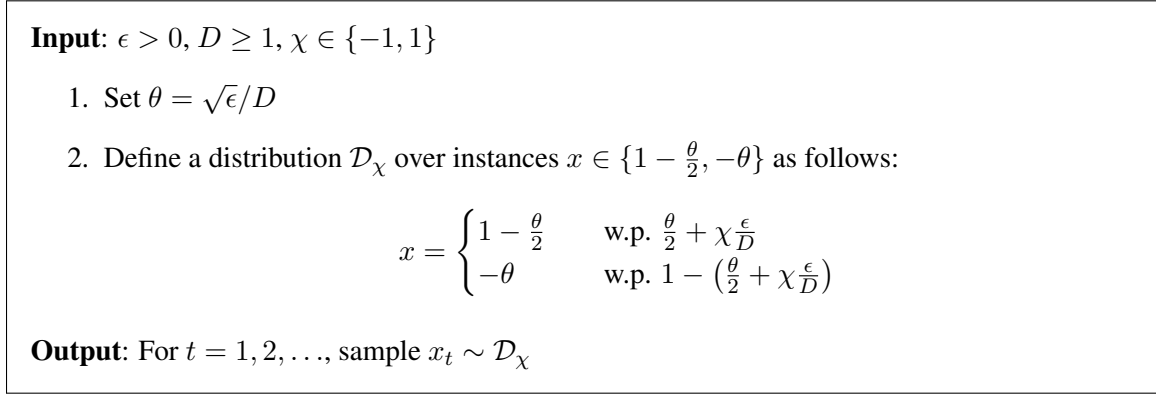 Input: ϵ > 0, D ≥ 1, χ ∈ {−1, 1}
1. Set θ = √ϵ/D
2. Define a distribution 𝒟_χ over instances x ∈ {1 − θ/2, −θ} as follows:
x = { 1 − θ/2 w.p. θ/2 + χ ϵ/D
−θ w.p. 1 − (θ/2 + χ ϵ/D)
Output: For t = 1, 2, . . ., sample x_t ∼ 𝒟_χ